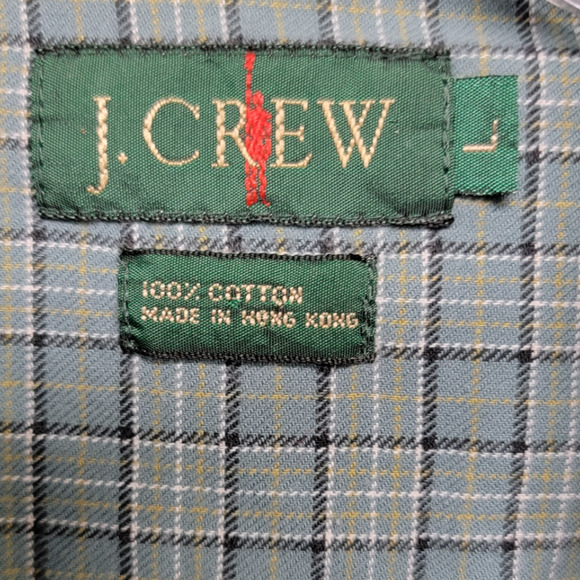 J. CREW
L
100% COTTON
MADE IN HONG KONG